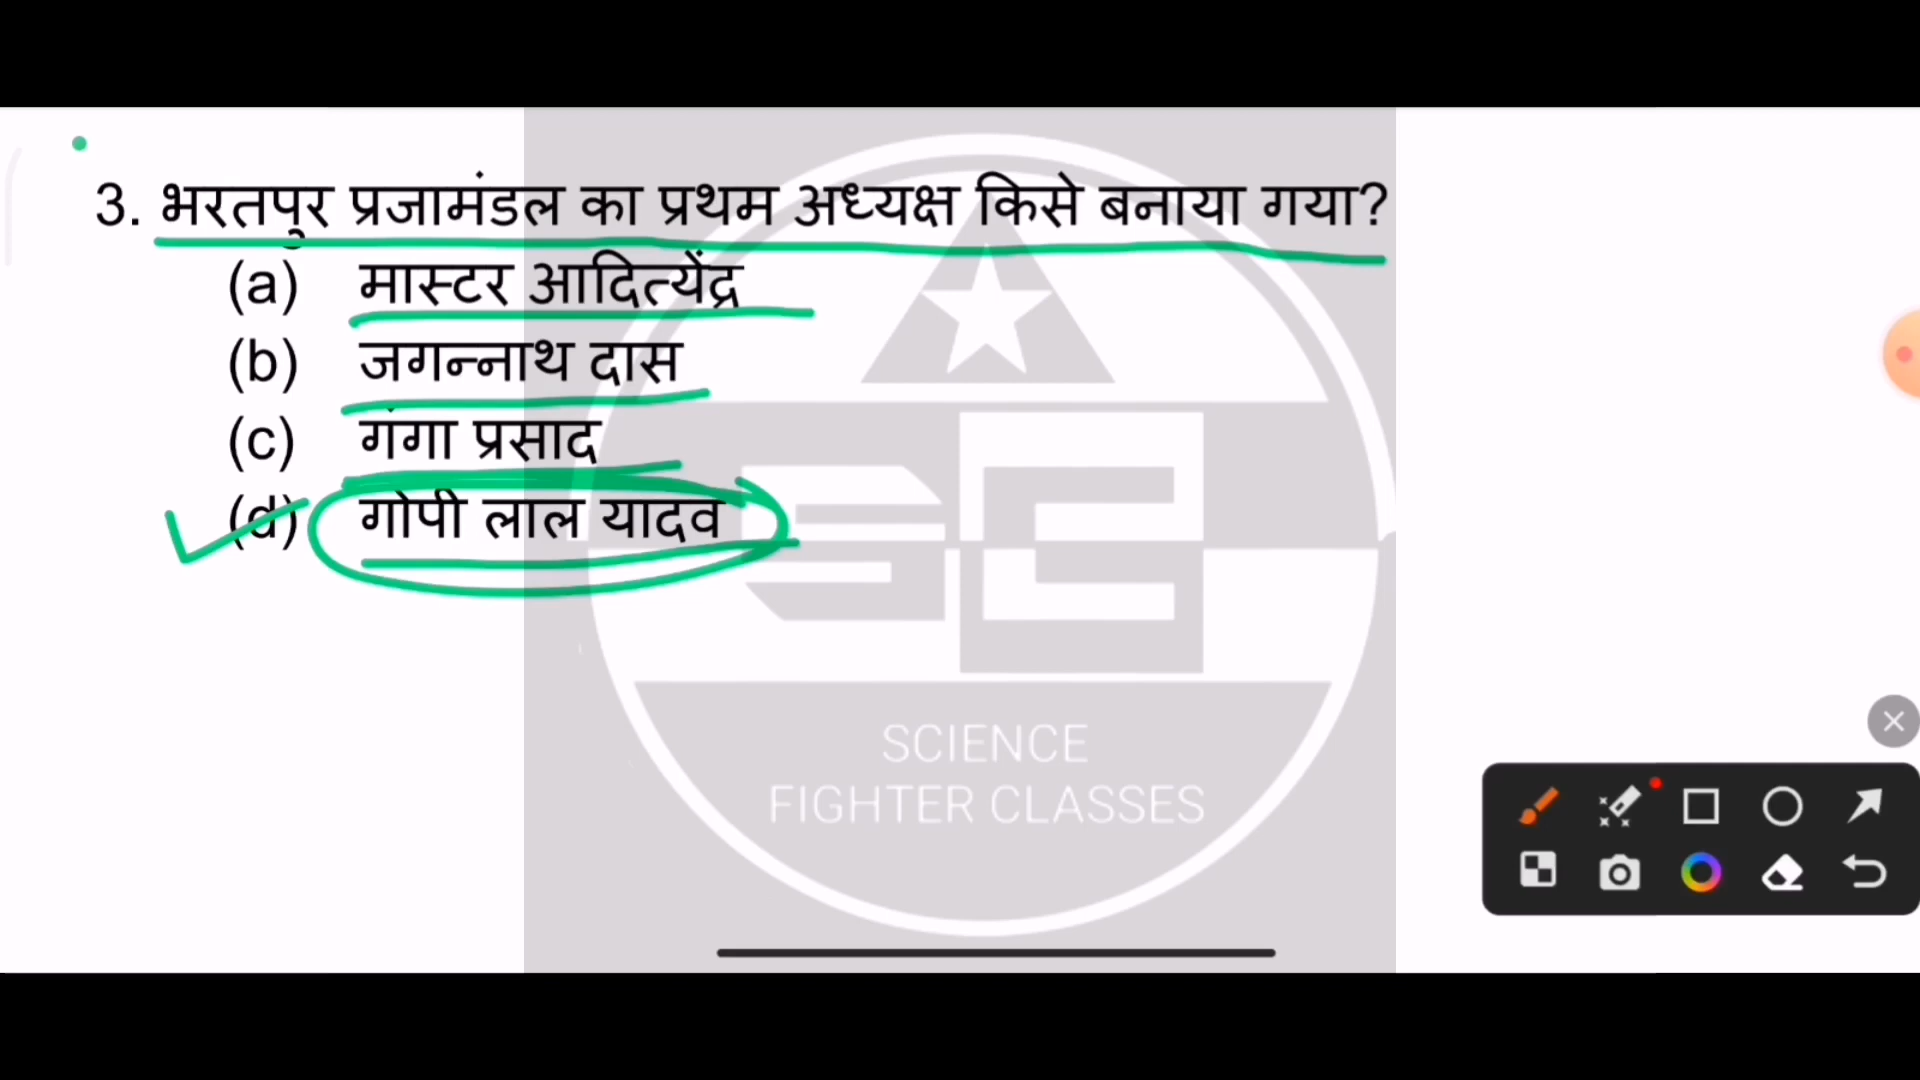 3. भरतपुर प्रजामंडल का प्रथम अध्यक्ष किसे बनाया गया?
(a) मास्टर आदित्येंद्र
(b) जगन्नाथ दास
(c) गंगा प्रसाद
(d) गोपी लाल यादव
SCIENCE
FIGHTER CLASSES